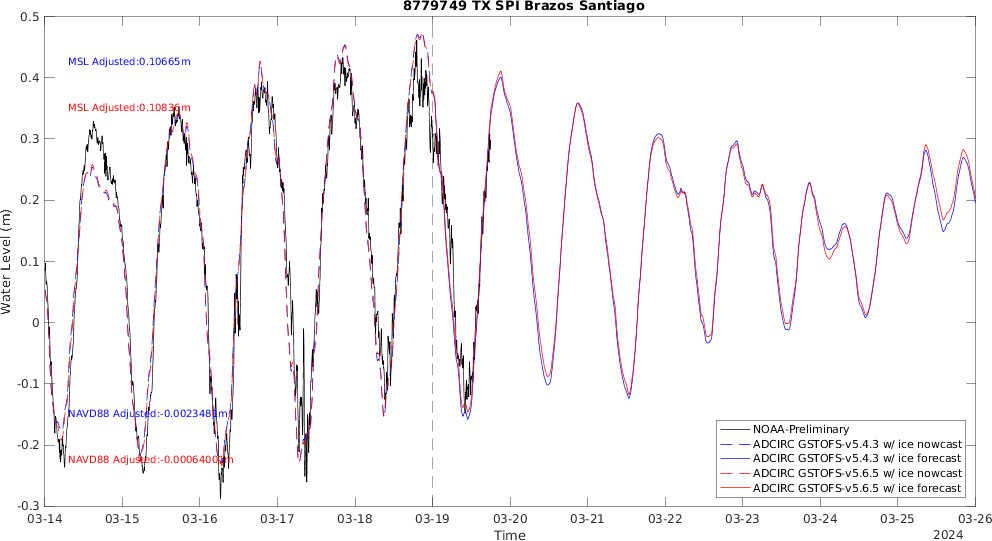 8779749 TX SPI Brazos Santiago
0.5
0.4
0.3
0.2
0.1
0
-0.1
-0.2
-0.3
Water Level (m)
MSL Adjusted:0.10665m
MSL Adjusted:0.10836m
NAVD88 Adjusted:-0.0023481m
NAVD88 Adjusted:-0.00064002m
NOAA-Preliminary
ADCIRC GSTOFS-v5.4.3 w/ ice nowcast
ADCIRC GSTOFS-v5.4.3 w/ ice forecast
ADCIRC GSTOFS-v5.6.5 w/ ice nowcast
ADCIRC GSTOFS-v5.6.5 w/ ice forecast
03-14 03-15 03-16 03-17 03-18 03-19 03-20 03-21 03-22 03-23 03-24 03-25 03-26
Time
2024